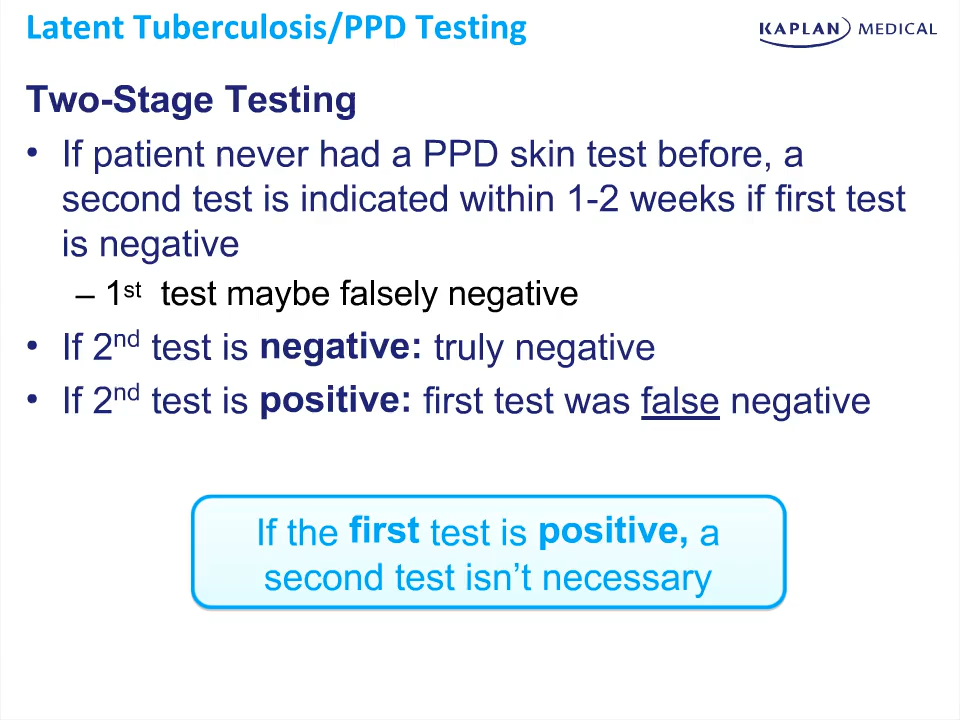 Latent Tuberculosis/PPD Testing
KAPLAN MEDICAL
Two-Stage Testing
• If patient never had a PPD skin test before, a
second test is indicated within 1-2 weeks if first test
is negative
– 1st test maybe falsely negative
• If 2nd test is negative: truly negative
• If 2nd test is positive: first test was false negative
If the first test is positive, a
second test isn’t necessary